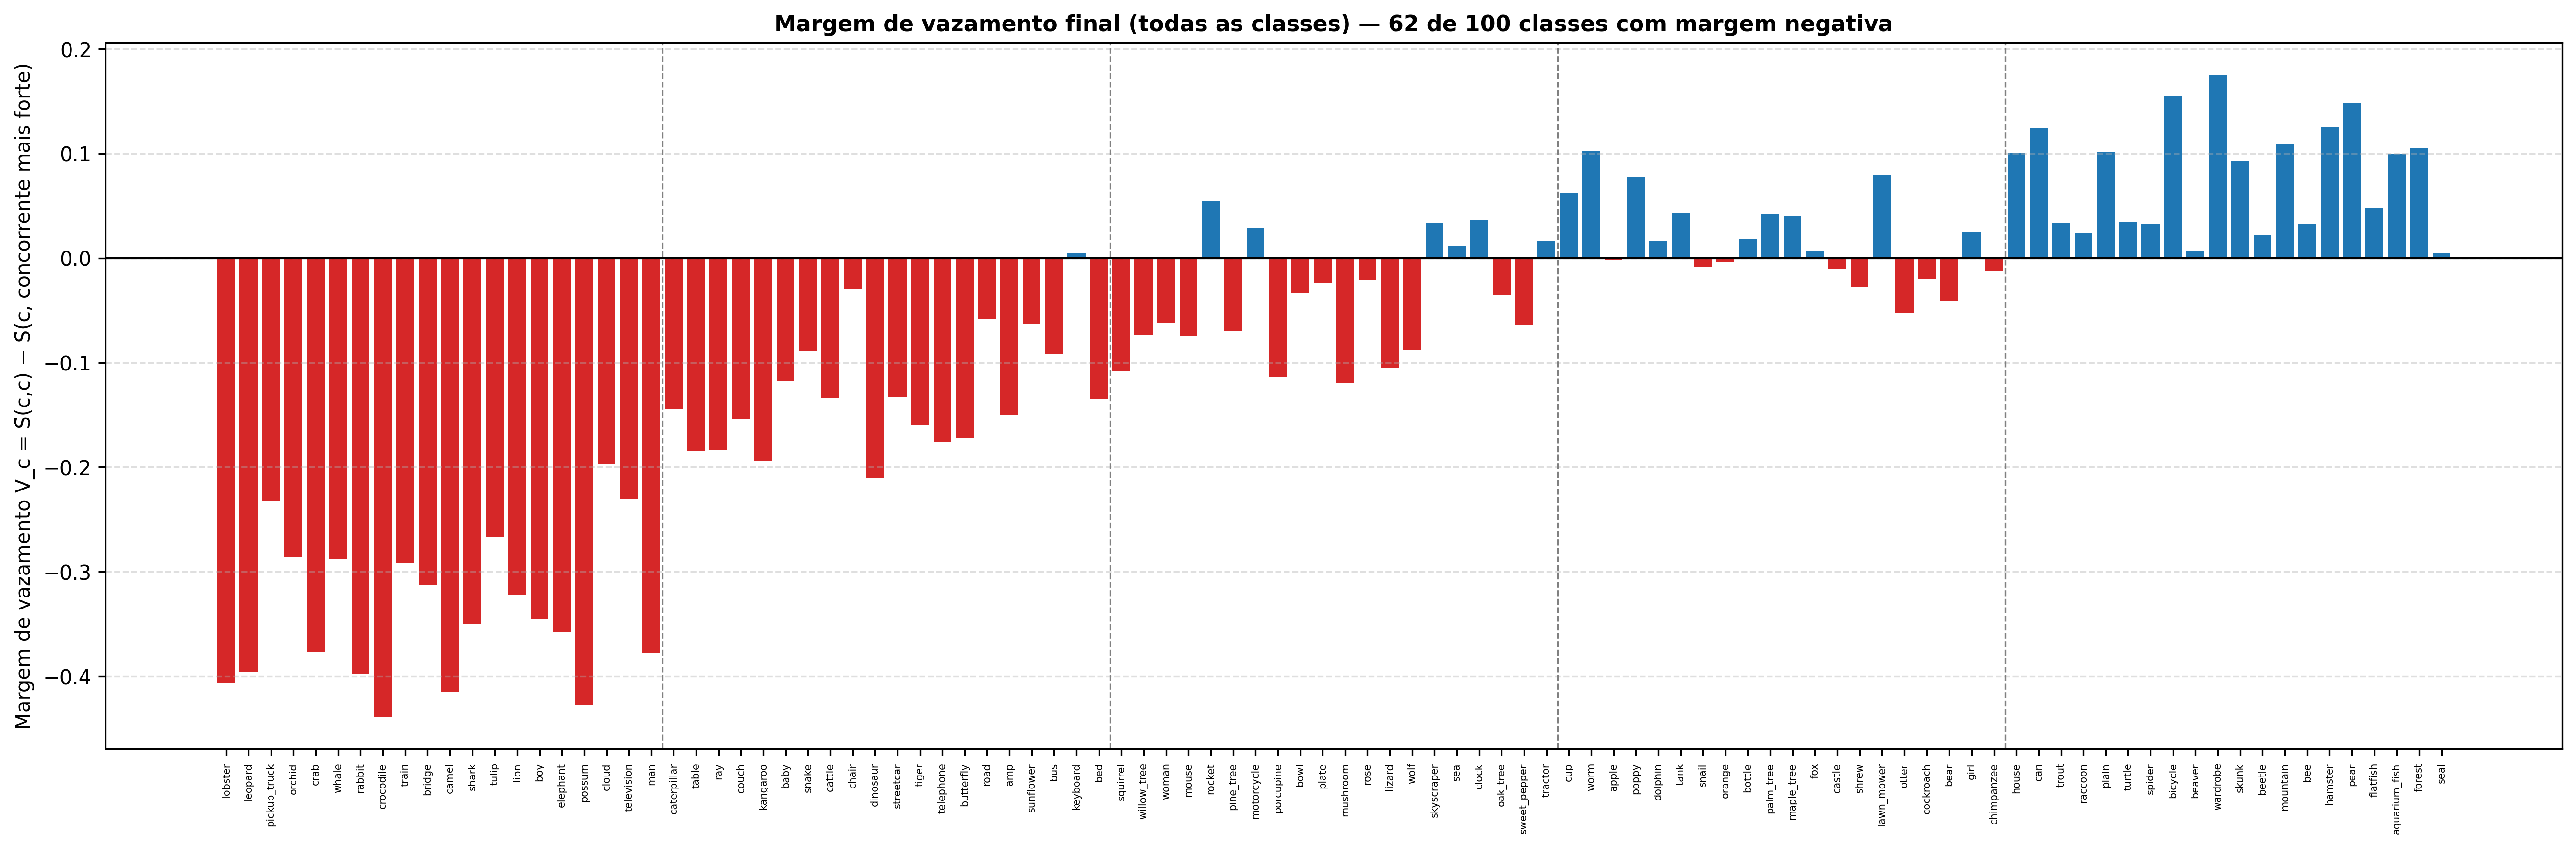 Margem de vazamento final (todas as classes) — 62 de 100 classes com margem negativa
Margem de vazamento V_c = S(c,c) − S(c, concorrente mais forte)
0.2
0.1
0.0
−0.1
−0.2
−0.3
−0.4
lobster
leopard
pickup_truck
orchid
crab
whale
rabbit
crocodile
train
bridge
camel
shark
tulip
lion
boy
elephant
possum
cloud
television
man
caterpillar
table
ray
couch
kangaroo
baby
snake
cattle
chair
dinosaur
streetcar
tiger
telephone
butterfly
road
lamp
sunflower
bus
keyboard
bed
squirrel
willow_tree
woman
mouse
rocket
pine_tree
motorcycle
porcupine
bowl
plate
mushroom
rose
lizard
wolf
skyscraper
sea
clock
oak_tree
sweet_pepper
tractor
cup
worm
apple
poppy
dolphin
tank
snail
orange
bottle
palm_tree
maple_tree
fox
castle
shrew
lawn_mower
otter
cockroach
bear
girl
chimpanzee
house
can
trout
raccoon
plain
turtle
spider
bicycle
beaver
wardrobe
skunk
beetle
mountain
bee
hamster
pear
flatfish
aquarium_fish
forest
seal